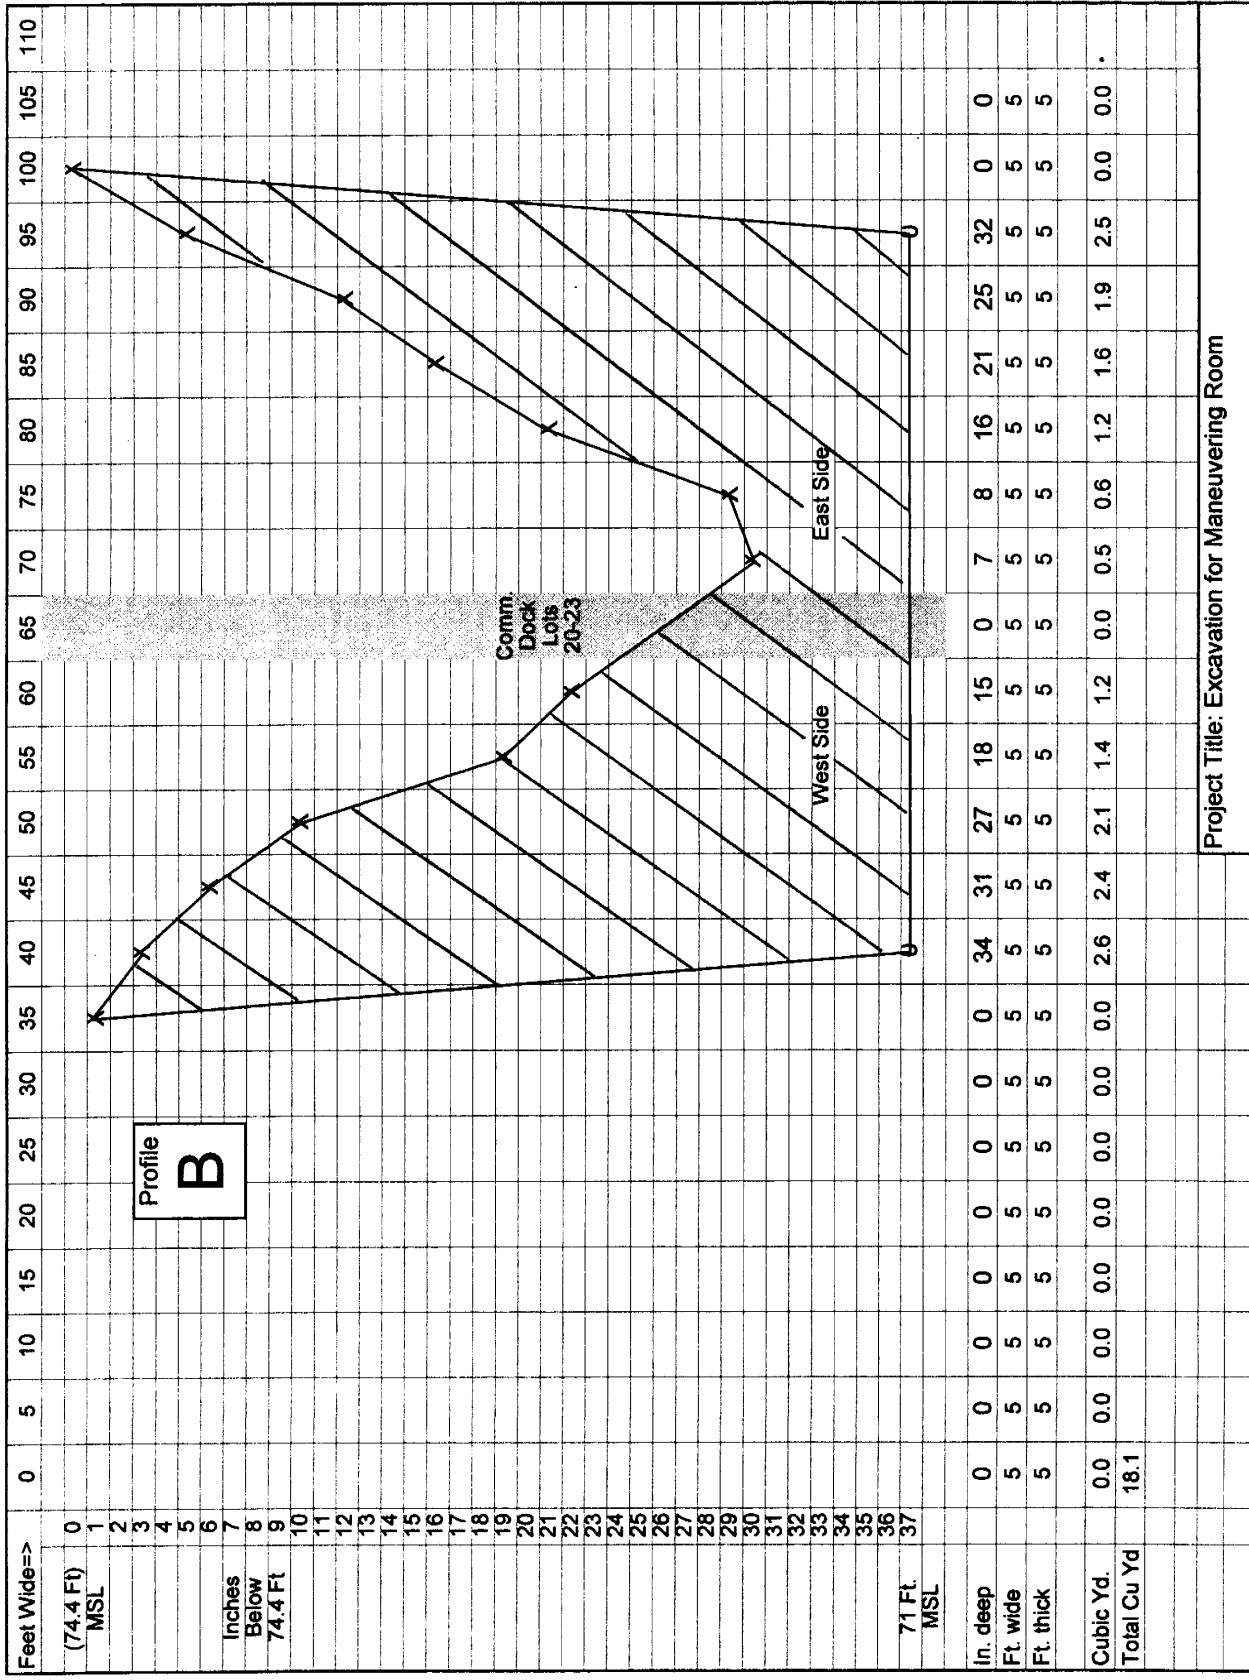 Feet Wide=> 0 5 10 15 20 25 30 35 40 45 50 55 60 65 70 75 80 85 90 95 100 105 110
(74.4 Ft) 0
MSL 1
2
3
4
5
6
Inches 7
Below 8
74.4 Ft 9
10
11
12
13
14
15
16
17
18
19
20
21
22
23
24
25
26
27
28
29
30
31
32
33
34
35
36
71 Ft. 37
MSL
Profile
B
Comm.
Dock
Lots
20-23
West Side
East Side
In. deep 0 0 0 0 0 0 0 0 34 31 27 18 15 0 7 8 16 21 25 32 0 0
Ft. wide 5 5 5 5 5 5 5 5 5 5 5 5 5 5 5 5 5 5 5 5 5 5
Ft. thick 5 5 5 5 5 5 5 5 5 5 5 5 5 5 5 5 5 5 5 5 5 5
Cubic Yd. 0.0 0.0 0.0 0.0 0.0 0.0 0.0 0.0 2.6 2.4 2.1 1.4 1.2 0.0 0.5 0.6 1.2 1.6 1.9 2.5 0.0 0.0
Total Cu Yd 18.1
Project Title: Excavation for Maneuvering Room